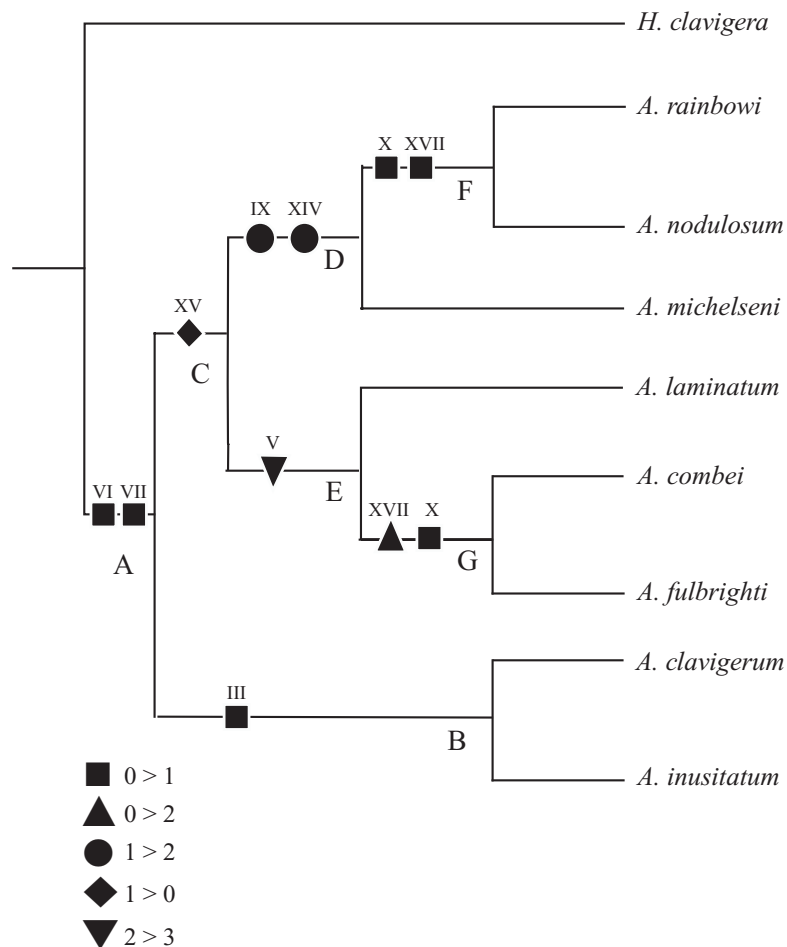 H. clavigera
A. rainbowi
X XVII
F
A. nodulosum
IX XIV
D
A. michelseni
XV
C
A. laminatum
V
E
A. combei
XVII X
G
VI VII
A
A. fulbrighti
A. clavigerum
III
B
A. inusitatum
0 > 1
0 > 2
1 > 2
1 > 0
2 > 3